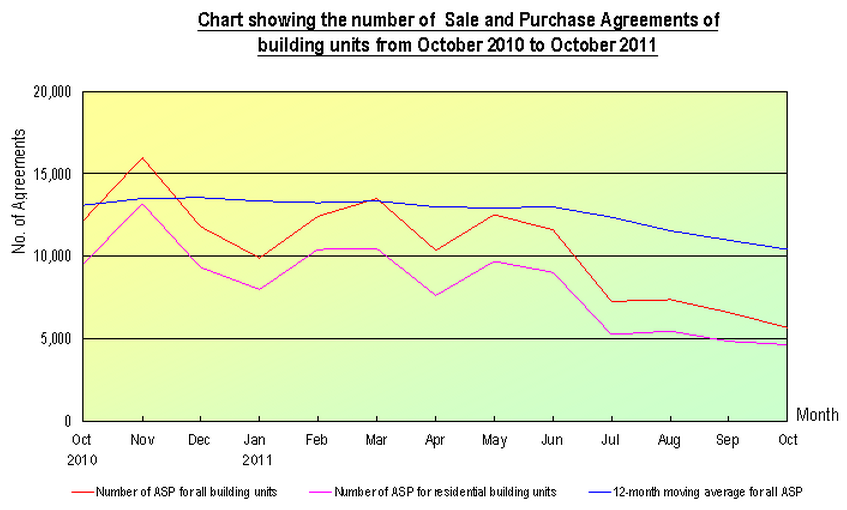 Chart showing the number of  Sale and Purchase Agreements of
building units from October 2010 to October 2011
No. of Agreements
20,000
15,000
10,000
5,000
0
Month
Oct Nov Dec Jan Feb Mar Apr May Jun Jul Aug Sep Oct
2010 2011
Number of ASP for all building units Number of ASP for residential building units 12-month moving average for all ASP